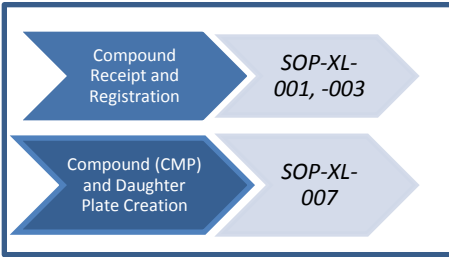 Compound
Receipt and
Registration
SOP-XL-
001, -003
Compound (CMP)
and Daughter
Plate Creation
SOP-XL-
007